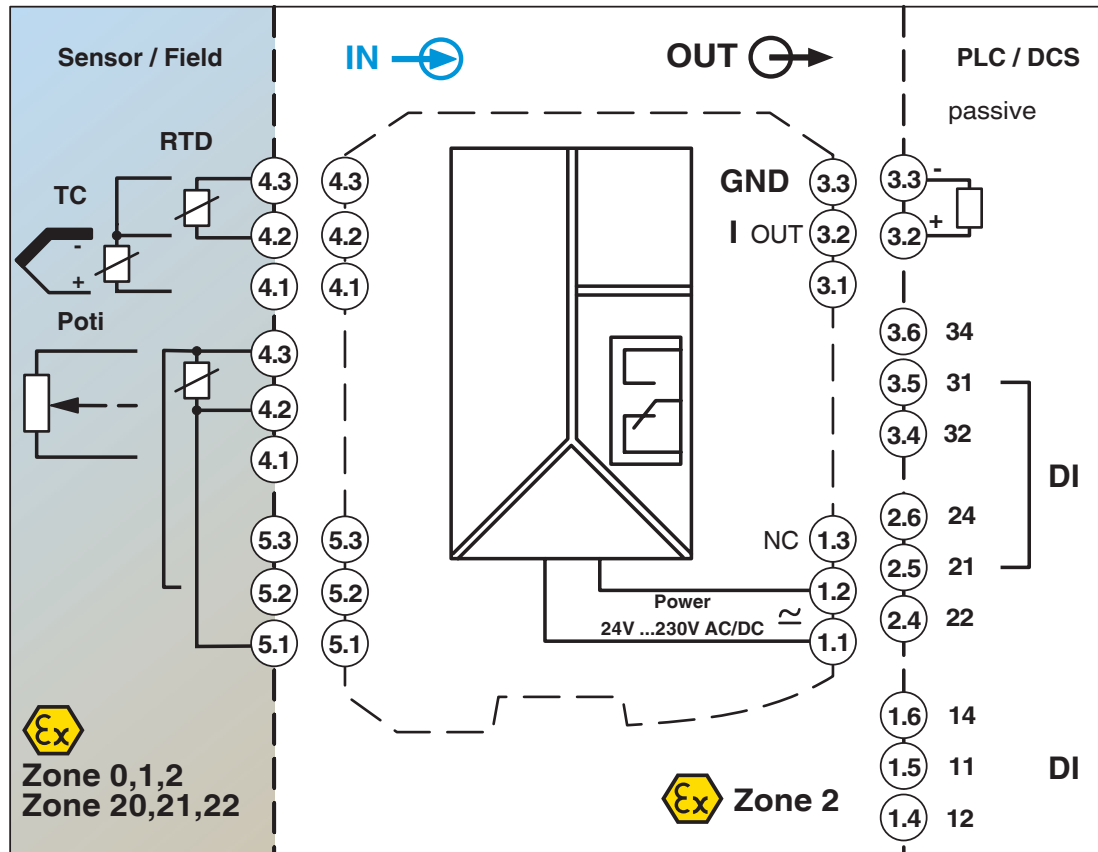 Sensor / Field
IN
OUT
PLC / DCS
passive
RTD
TC
-
+
4.3
4.2
4.1
4.3
4.2
4.1
GND 3.3
I OUT 3.2
3.1
3.3 -
3.2 +
Poti
4.3
4.2
4.1
5.3
5.2
5.1
5.3
5.2
5.1
NC 1.3
1.2
1.1
Power
24V ...230V AC/DC ≃
3.6 34
3.5 31
3.4 32
2.6 24
2.5 21
2.4 22
DI
1.6 14
1.5 11
1.4 12
DI
Ex
Zone 0,1,2
Zone 20,21,22
Ex Zone 2